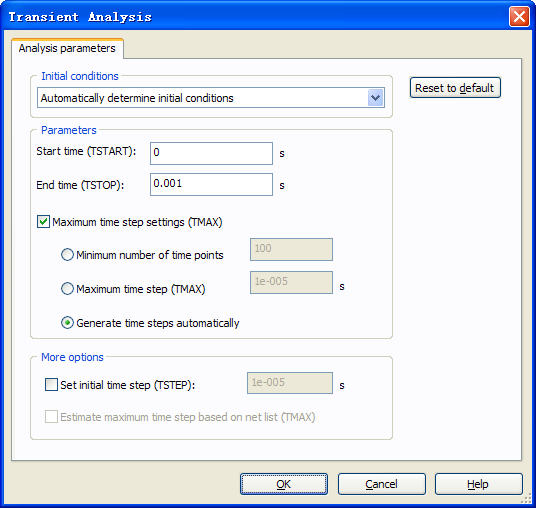 Transient Analysis
Analysis parameters
Initial conditions
Automatically determine initial conditions
Reset to default
Parameters
Start time (TSTART): 0 s
End time (TSTOP): 0.001 s
Maximum time step settings (TMAX)
Minimum number of time points 100
Maximum time step (TMAX) 1e-005 s
Generate time steps automatically
More options
Set initial time step (TSTEP): 1e-005 s
Estimate maximum time step based on net list (TMAX)
OK Cancel Help